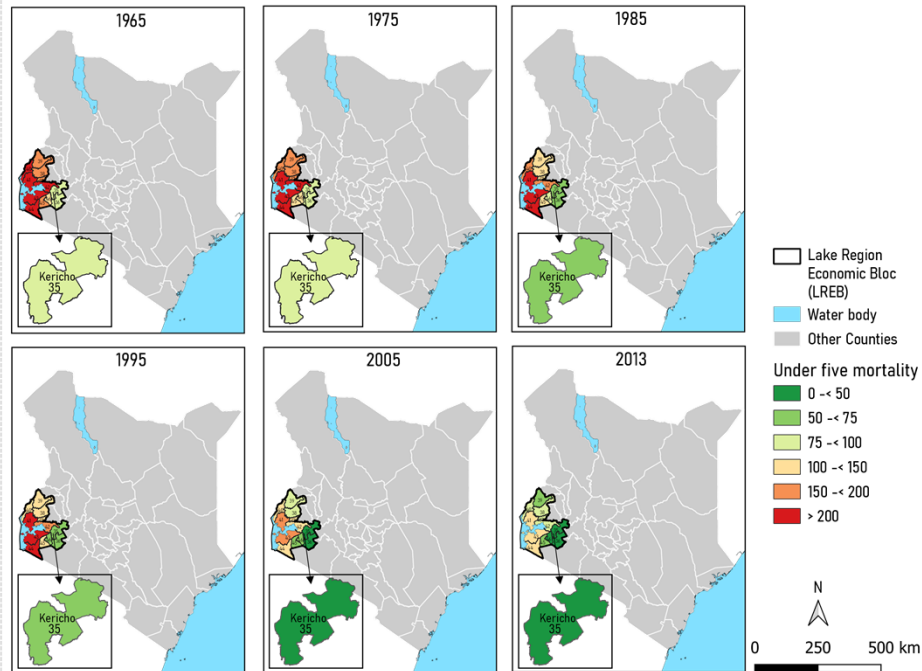 1965
1975
1985
Kericho
35
Kericho
35
Kericho
35
1995
2005
2013
Kericho
35
Kericho
35
Kericho
35
Lake Region
Economic Bloc
(LREB)
Water body
Other Counties
Under five mortality
0 -< 50
50 -< 75
75 -< 100
100 -< 150
150 -< 200
> 200
N
0 250 500 km